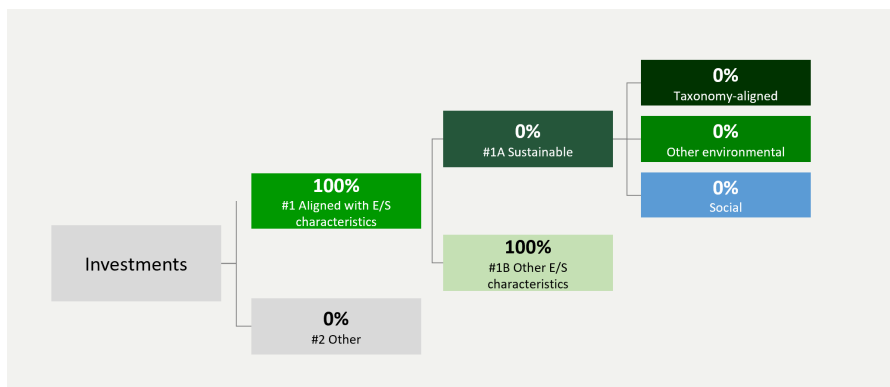 Investments
100%
#1 Aligned with E/S
characteristics
0%
#2 Other
0%
#1A Sustainable
100%
#1B Other E/S
characteristics
0%
Taxonomy-aligned
0%
Other environmental
0%
Social